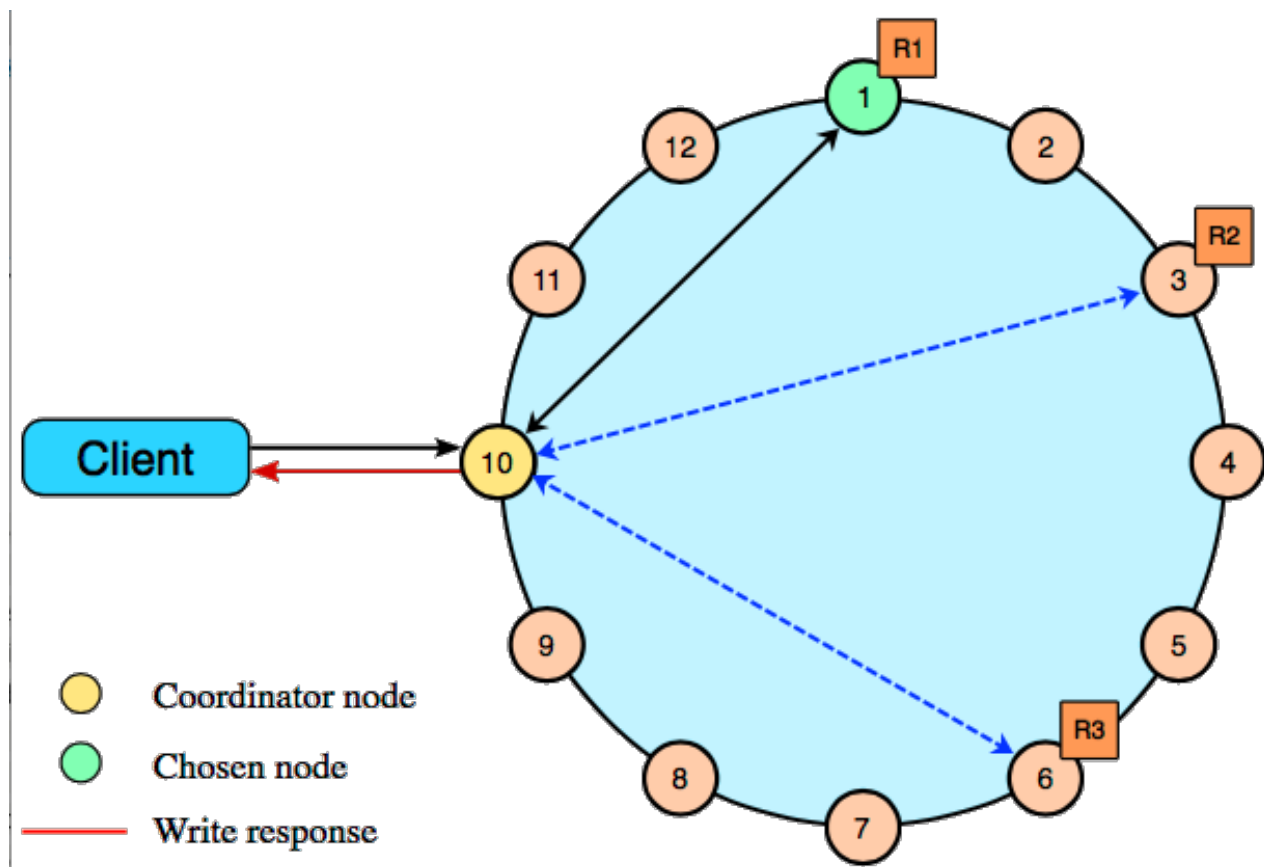 R1
1
12
2
R2
11
3
Client
10
4
9
5
Coordinator node
R3
Chosen node
8
6
7
Write response